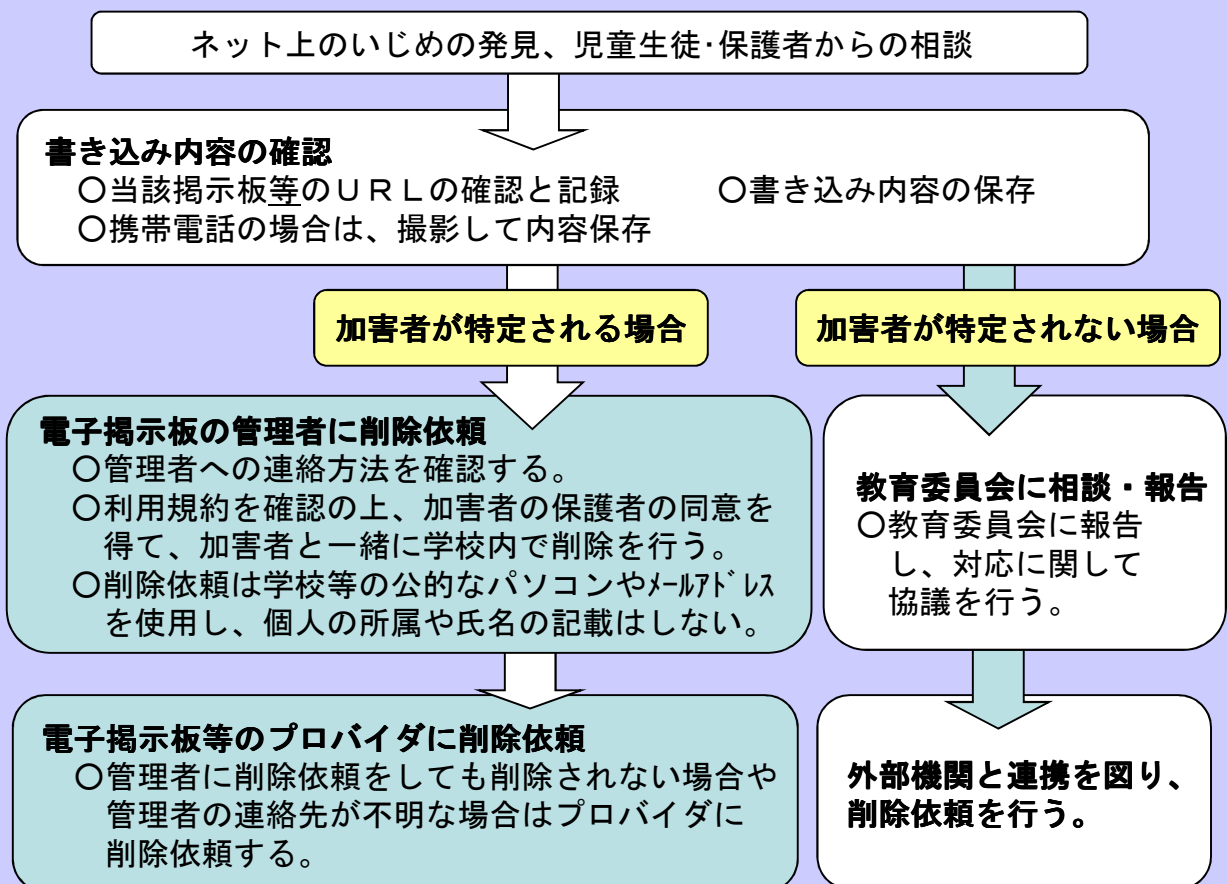 ネット上のいじめの発見、児童生徒･保護者からの相談
書き込み内容の確認
○当該掲示板等のＵＲＬの確認と記録　　　○書き込み内容の保存
○携帯電話の場合は、撮影して内容保存
加害者が特定される場合
電子掲示板の管理者に削除依頼
○管理者への連絡方法を確認する。
○利用規約を確認の上、加害者の保護者の同意を
得て、加害者と一緒に学校内で削除を行う。
○削除依頼は学校等の公的なパソコンやﾒｰﾙｱﾄﾞﾚｽ
を使用し、個人の所属や氏名の記載はしない。
電子掲示板等のプロバイダに削除依頼
○管理者に削除依頼をしても削除されない場合や
管理者の連絡先が不明な場合はプロバイダに
削除依頼する。
加害者が特定されない場合
教育委員会に相談・報告
○教育委員会に報告
し、対応に関して
協議を行う。
外部機関と連携を図り、
削除依頼を行う。